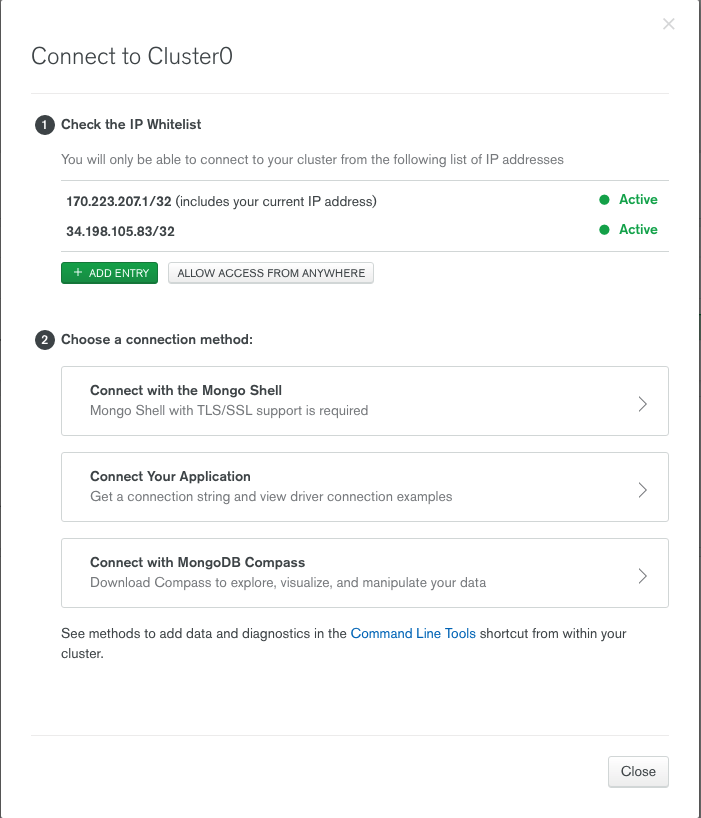 Connect to Cluster0
1 Check the IP Whitelist
You will only be able to connect to your cluster from the following list of IP addresses
170.223.207.1/32 (includes your current IP address) Active
34.198.105.83/32 Active
+ ADD ENTRY ALLOW ACCESS FROM ANYWHERE
2 Choose a connection method:
Connect with the Mongo Shell
Mongo Shell with TLS/SSL support is required
Connect Your Application
Get a connection string and view driver connection examples
Connect with MongoDB Compass
Download Compass to explore, visualize, and manipulate your data
See methods to add data and diagnostics in the Command Line Tools shortcut from within your
cluster.
Close